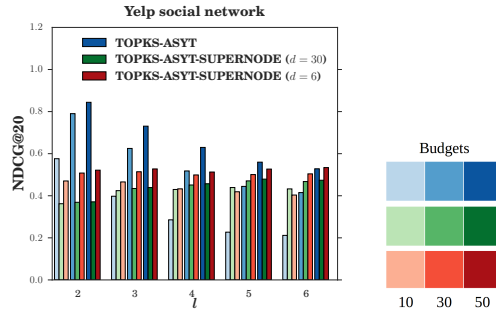 Yelp social network
1.2
1.0
0.8
0.6
0.4
0.2
0.0
NDCG@20
TOPKS-ASYT
TOPKS-ASYT-SUPERNODE (d = 30)
TOPKS-ASYT-SUPERNODE (d = 6)
2 3 4 5 6
l
Budgets
10 30 50